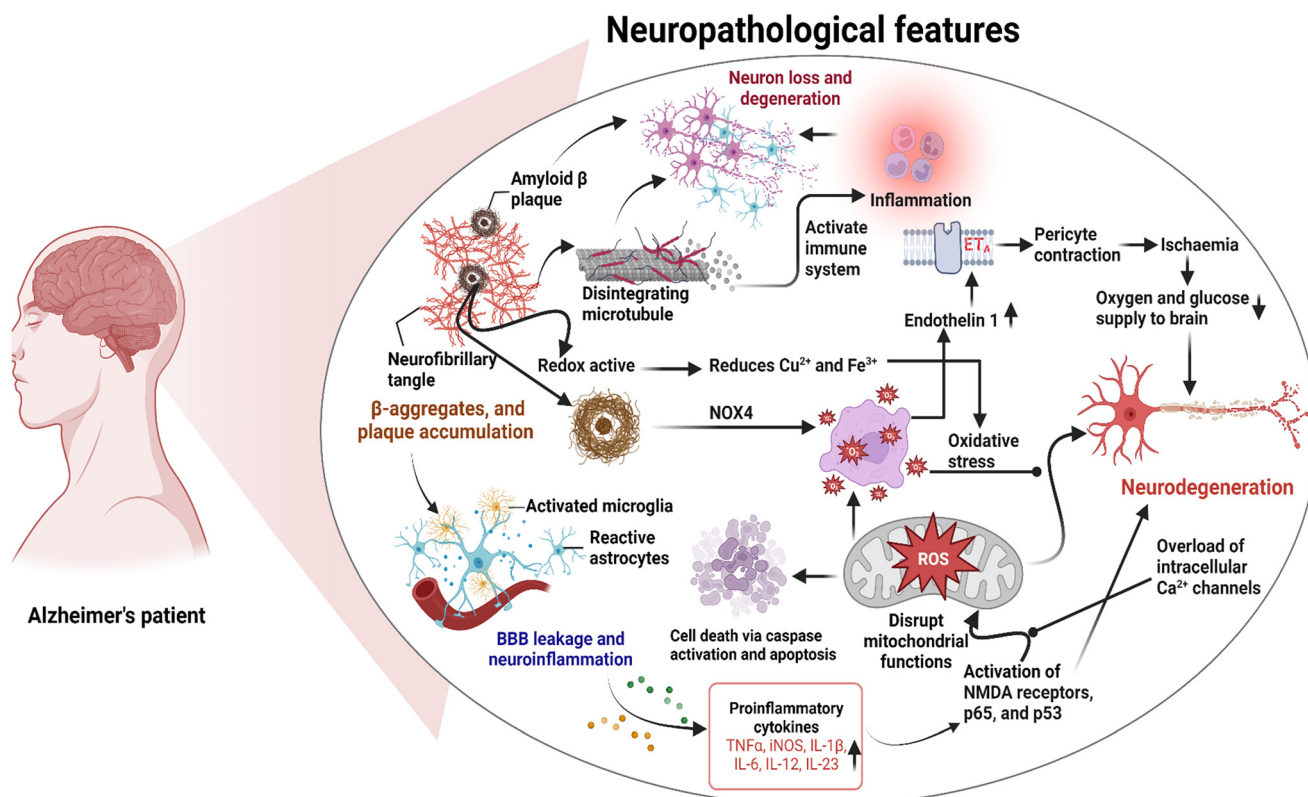 Neuropathological features
Neuron loss and
degeneration
Amyloid β
plaque
Inflammation
Activate
immune
system
ET_A
Pericyte
contraction
Ischaemia
Disintegrating
microtubule
Oxygen and glucose
supply to brain
Endothelin 1
Neurofibrillary
tangle
Redox active
Reduces Cu²⁺ and Fe³⁺
β-aggregates, and
plaque accumulation
NOX4
Oxidative
stress
Neurodegeneration
Activated microglia
Reactive
astrocytes
ROS
Overload of
intracellular
Ca²⁺ channels
Alzheimer's patient
BBB leakage and
neuroinflammation
Cell death via caspase
activation and apoptosis
Disrupt
mitochondrial
functions
Activation of
NMDA receptors,
p65, and p53
Proinflammatory
cytokines
TNFα, iNOS, IL-1β,
IL-6, IL-12, IL-23